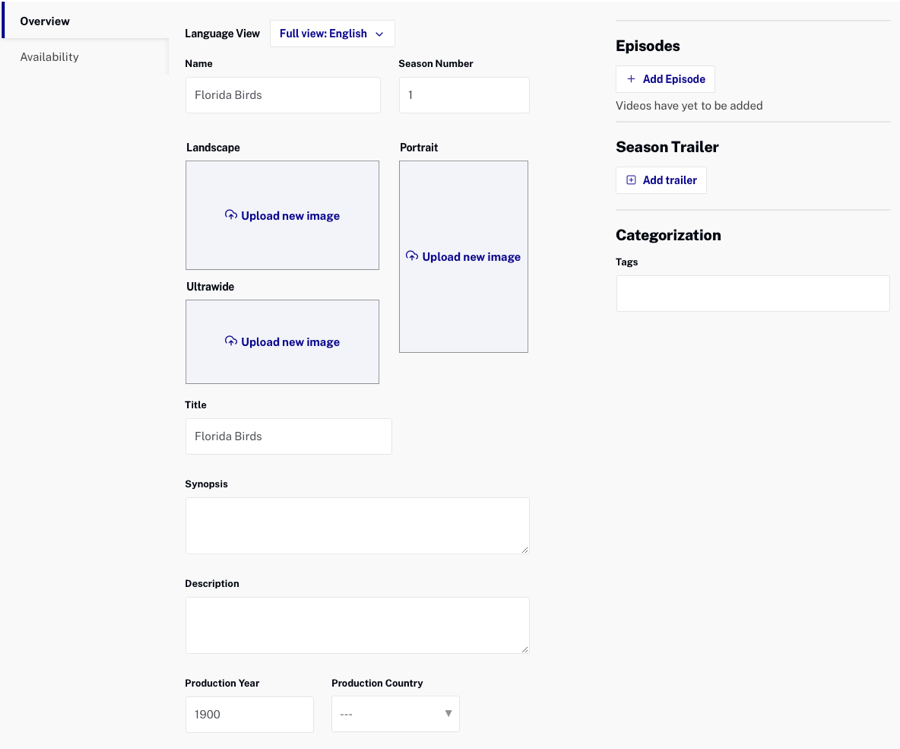 Overview
Availability
Language View
Full view: English
Name
Season Number
Florida Birds
1
Landscape
Portrait
Upload new image
Upload new image
Ultrawide
Upload new image
Title
Florida Birds
Synopsis
Description
Production Year
Production Country
1900
---
Episodes
+ Add Episode
Videos have yet to be added
Season Trailer
Add trailer
Categorization
Tags